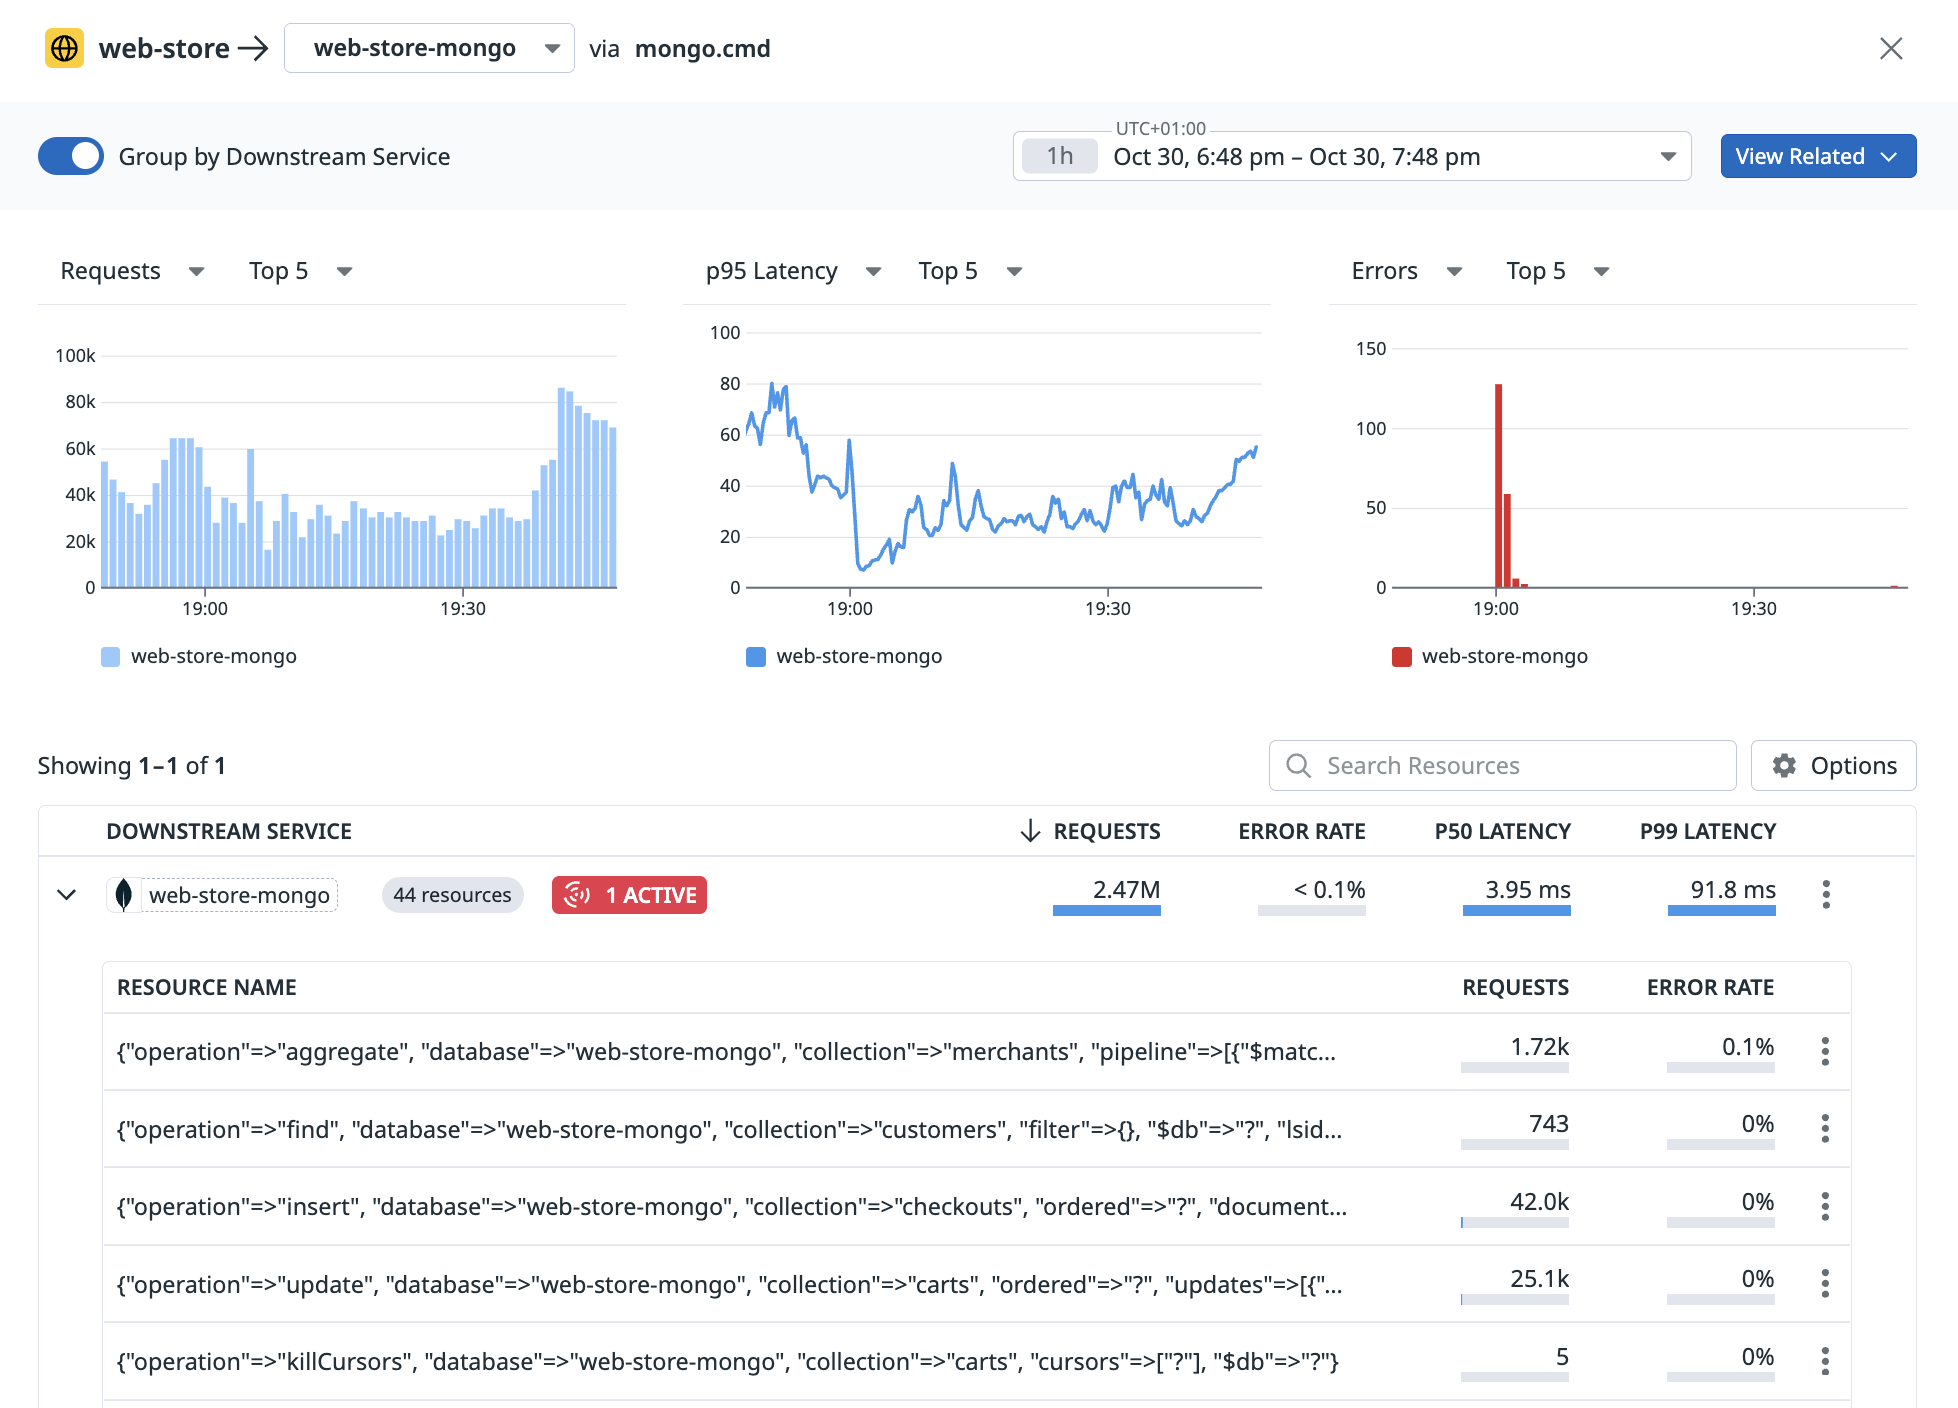 web-store → web-store-mongo via mongo.cmd
Group by Downstream Service
UTC+01:00
1h Oct 30, 6:48 pm – Oct 30, 7:48 pm
View Related
Requests Top 5
100k
80k
60k
40k
20k
0
19:00 19:30
web-store-mongo
p95 Latency Top 5
100
80
60
40
20
0
19:00 19:30
web-store-mongo
Errors Top 5
150
100
50
0
19:00 19:30
web-store-mongo
Showing 1–1 of 1
Search Resources
Options
DOWNSTREAM SERVICE REQUESTS ERROR RATE P50 LATENCY P99 LATENCY
web-store-mongo 44 resources 1 ACTIVE 2.47M < 0.1% 3.95 ms 91.8 ms
RESOURCE NAME REQUESTS ERROR RATE
{"operation"=>"aggregate", "database"=>"web-store-mongo", "collection"=>"merchants", "pipeline"=>[{"$matc... 1.72k 0.1%
{"operation"=>"find", "database"=>"web-store-mongo", "collection"=>"customers", "filter"=>{}, "$db"=>"?", "lsid... 743 0%
{"operation"=>"insert", "database"=>"web-store-mongo", "collection"=>"checkouts", "ordered"=>"?", "document... 42.0k 0%
{"operation"=>"update", "database"=>"web-store-mongo", "collection"=>"carts", "ordered"=>"?", "updates"=>[{"... 25.1k 0%
{"operation"=>"killCursors", "database"=>"web-store-mongo", "collection"=>"carts", "cursors"=>["?"], "$db"=>"?"} 5 0%